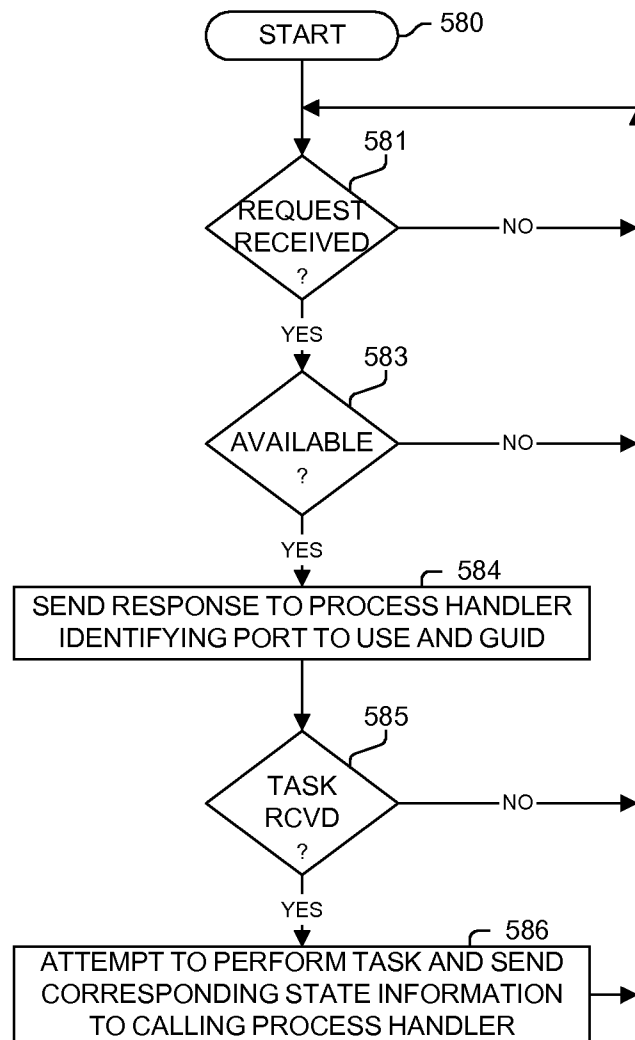 START
580
581
REQUEST
RECEIVED
?
NO
YES
583
AVAILABLE
?
NO
YES
584
SEND RESPONSE TO PROCESS HANDLER
IDENTIFYING PORT TO USE AND GUID
585
TASK
RCVD
?
NO
YES
586
ATTEMPT TO PERFORM TASK AND SEND
CORRESPONDING STATE INFORMATION
TO CALLING PROCESS HANDLER